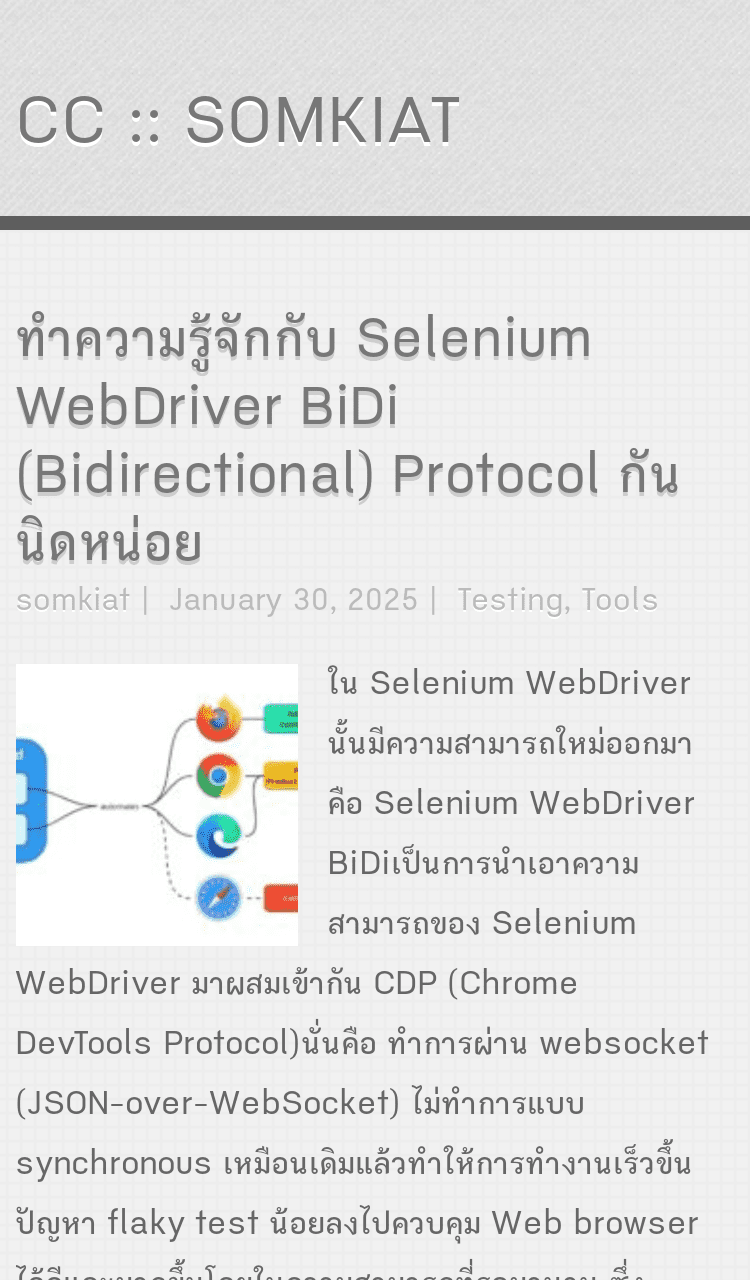 CC :: SOMKIAT
ทำความรู้จักกับ Selenium
WebDriver BiDi
(Bidirectional) Protocol กัน
นิดหน่อย
somkiat | January 30, 2025 | Testing, Tools
ใน Selenium WebDriver
นั้นมีความสามารถใหม่ออกมา
คือ Selenium WebDriver
BiDiเป็นการนำเอาความ
สามารถของ Selenium
WebDriver มาผสมเข้ากัน CDP (Chrome
DevTools Protocol)นั่นคือ ทำการผ่าน websocket
(JSON-over-WebSocket) ไม่ทำการแบบ
synchronous เหมือนเดิมแล้วทำให้การทำงานเร็วขึ้น
ปัญหา flaky test น้อยลงไปควบคุม Web browser